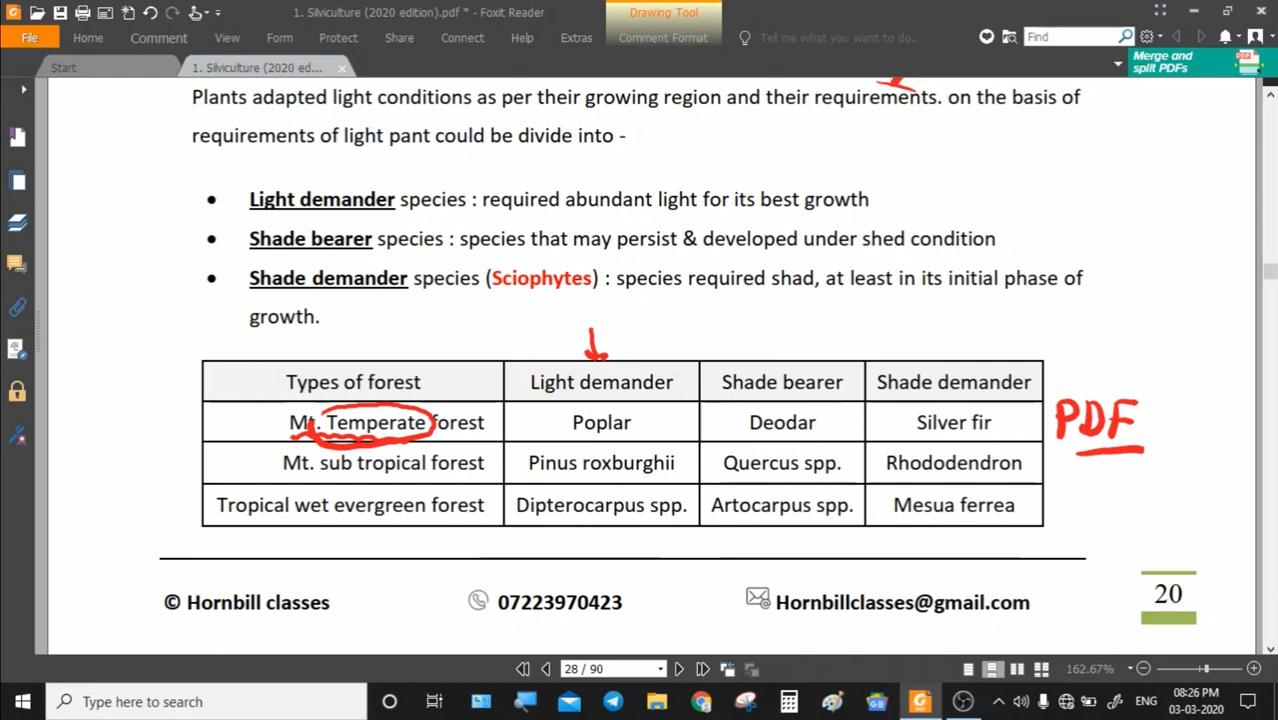 1. Silviculture (2020 edition).pdf * - Foxit Reader
Drawing Tool
File Home Comment View Form Protect Share Connect Help Extras Comment Format Tell me what you want to do.. Find
Start
1. Silviculture (2020 ed...
Merge and
split PDFs
Plants adapted light conditions as per their growing region and their requirements. on the basis of
requirements of light pant could be divide into -
• Light demander species : required abundant light for its best growth
• Shade bearer species : species that may persist & developed under shed condition
• Shade demander species (Sciophytes) : species required shad, at least in its initial phase of
growth.
Types of forest Light demander Shade bearer Shade demander
Mt. Temperate forest Poplar Deodar Silver fir PDF
Mt. sub tropical forest Pinus roxburghii Quercus spp. Rhododendron
Tropical wet evergreen forest Dipterocarpus spp. Artocarpus spp. Mesua ferrea
© Hornbill classes 07223970423 Hornbillclasses@gmail.com 20
28 / 90 162.67%
Type here to search ENG 08:26 PM
03-03-2020